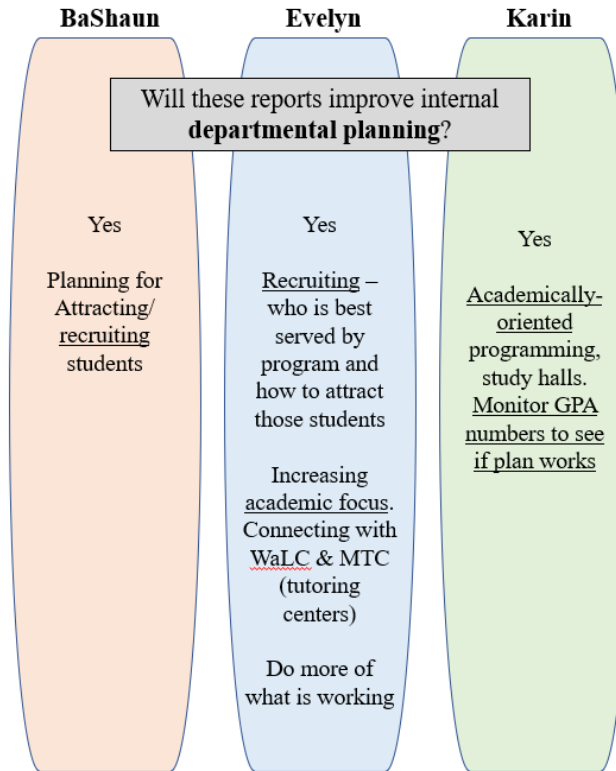 BaShaun
Evelyn
Karin
Will these reports improve internal
departmental planning?
Yes
Planning for
Attracting/
recruiting
students
Yes
Recruiting –
who is best
served by
program and
how to attract
those students
Increasing
academic focus.
Connecting with
WaLC & MTC
(tutoring
centers)
Do more of
what is working
Yes
Academically-
oriented
programming,
study halls.
Monitor GPA
numbers to see
if plan works